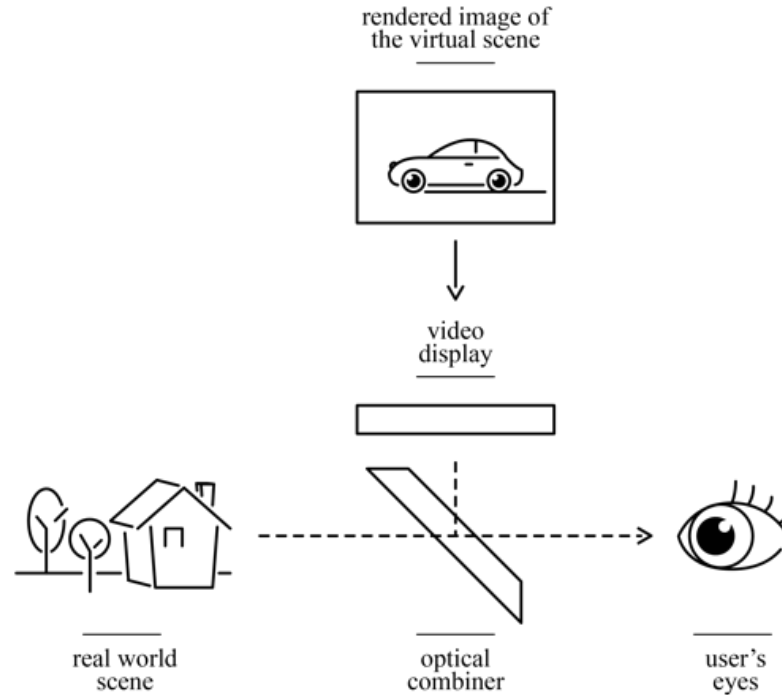 rendered image of
the virtual scene
video
display
real world
scene
optical
combiner
user's
eyes